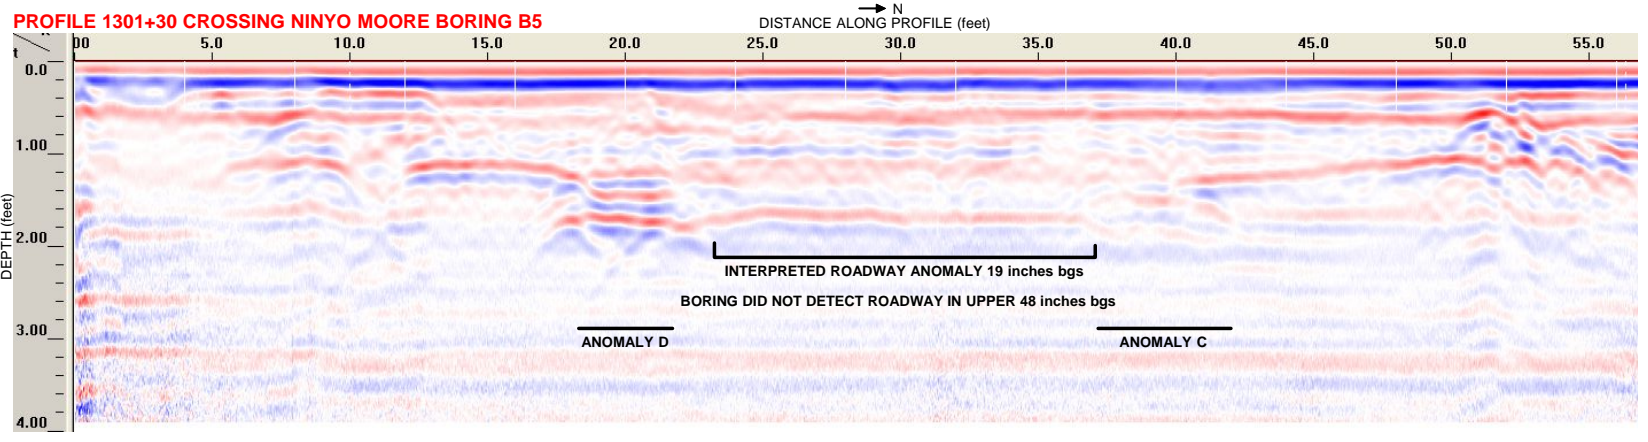 PROFILE 1301+30 CROSSING NINYO MOORE BORING B5
N
DISTANCE ALONG PROFILE (feet)
t 00 5.0 10.0 15.0 20.0 25.0 30.0 35.0 40.0 45.0 50.0 55.0
0.0
1.00
2.00
3.00
4.00
DEPTH (feet)
INTERPRETED ROADWAY ANOMALY 19 inches bgs
BORING DID NOT DETECT ROADWAY IN UPPER 48 inches bgs
ANOMALY D
ANOMALY C